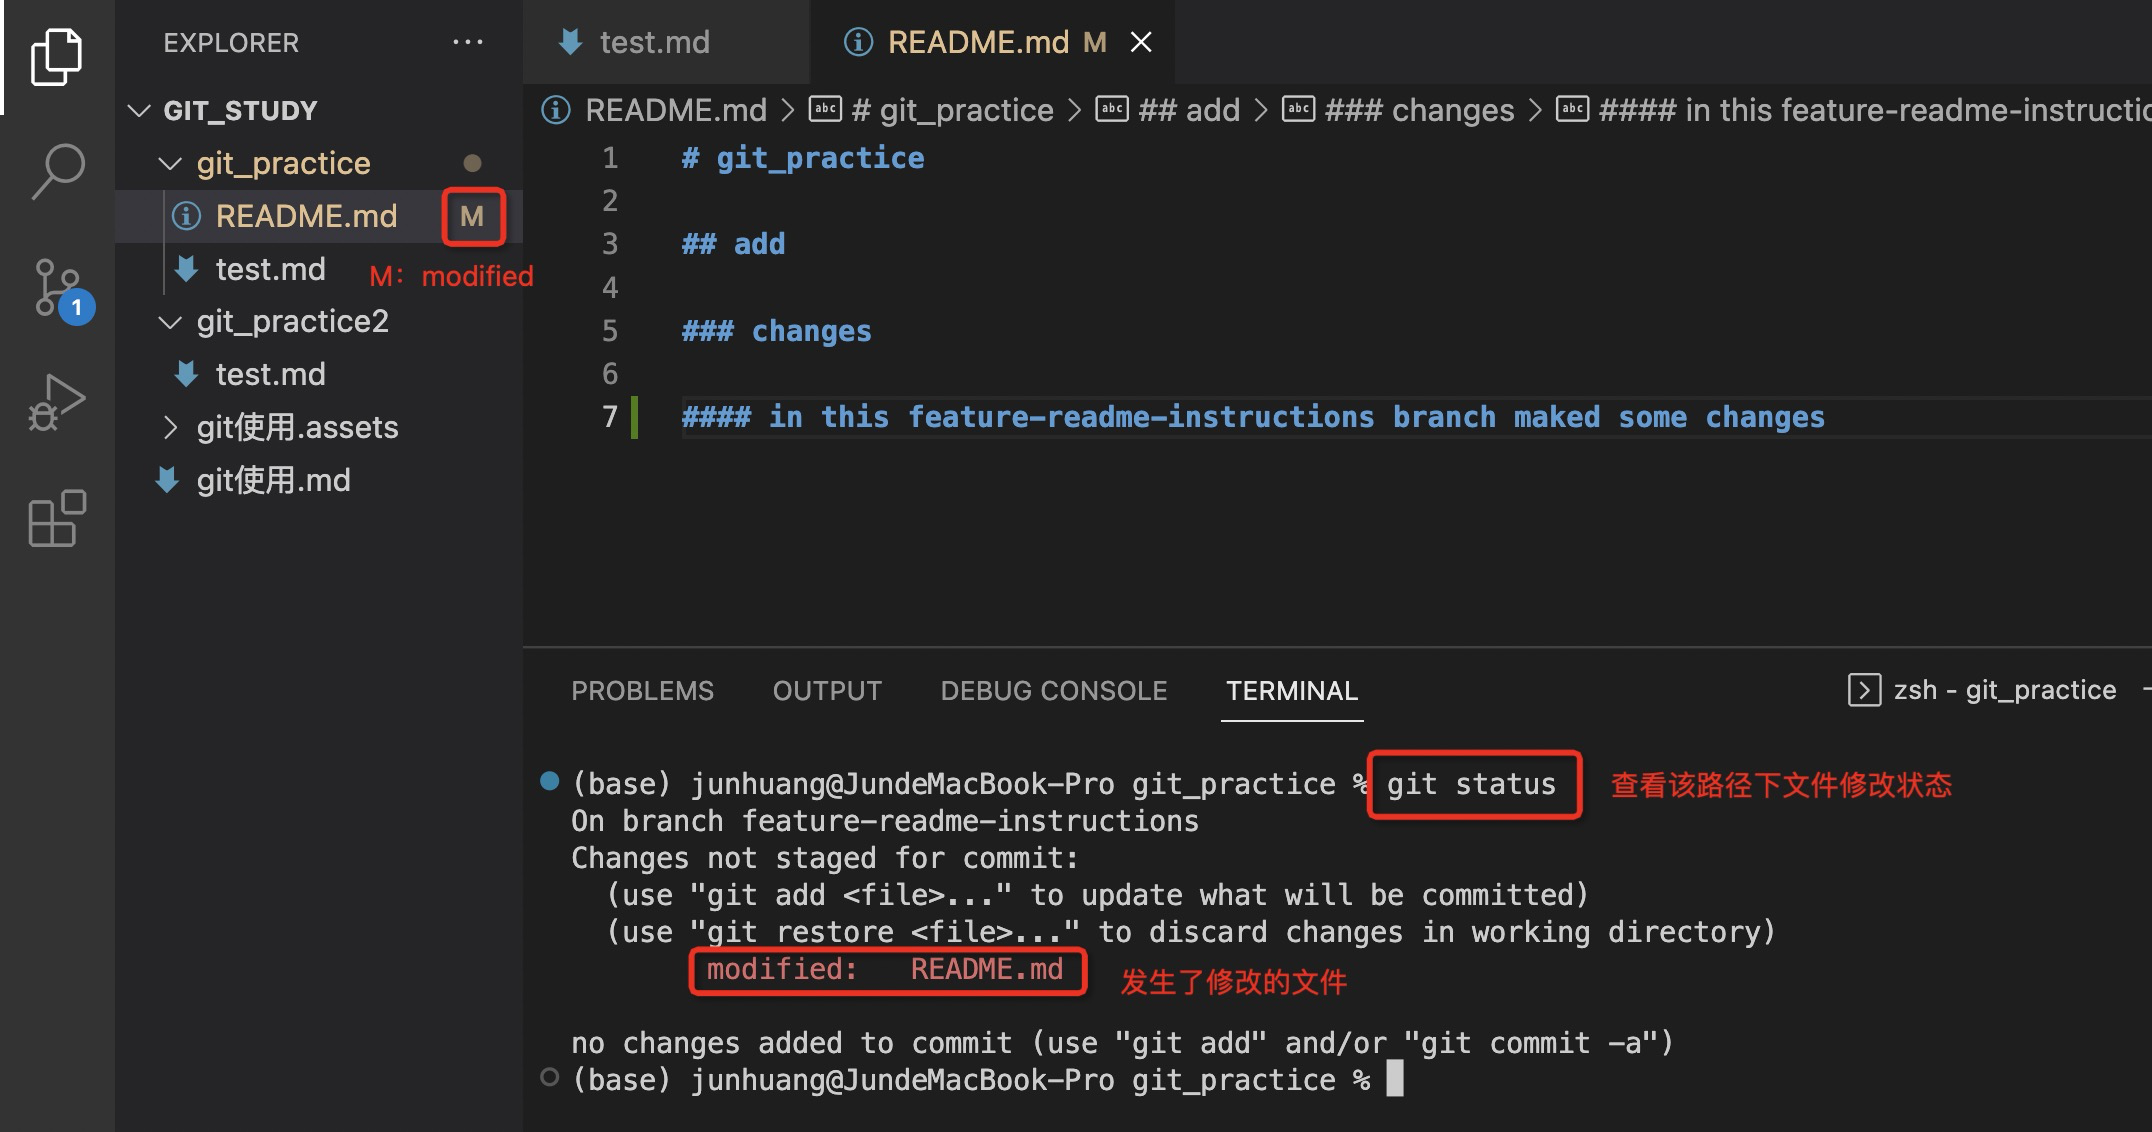 EXPLORER ···
GIT_STUDY
git_practice
README.md M
test.md M：modified
git_practice2
test.md
git使用.assets
git使用.md
1
test.md README.md M
README.md > # git_practice > ## add > ### changes > #### in this feature-readme-instructio
1 # git_practice
2
3 ## add
4
5 ### changes
6
7 #### in this feature-readme-instructions branch maked some changes
PROBLEMS OUTPUT DEBUG CONSOLE TERMINAL zsh - git_practice
(base) junhuang@JundeMacBook-Pro git_practice % git status 查看该路径下文件修改状态
On branch feature-readme-instructions
Changes not staged for commit:
(use "git add <file>..." to update what will be committed)
(use "git restore <file>..." to discard changes in working directory)
modified: README.md 发生了修改的文件
no changes added to commit (use "git add" and/or "git commit -a")
(base) junhuang@JundeMacBook-Pro git_practice %